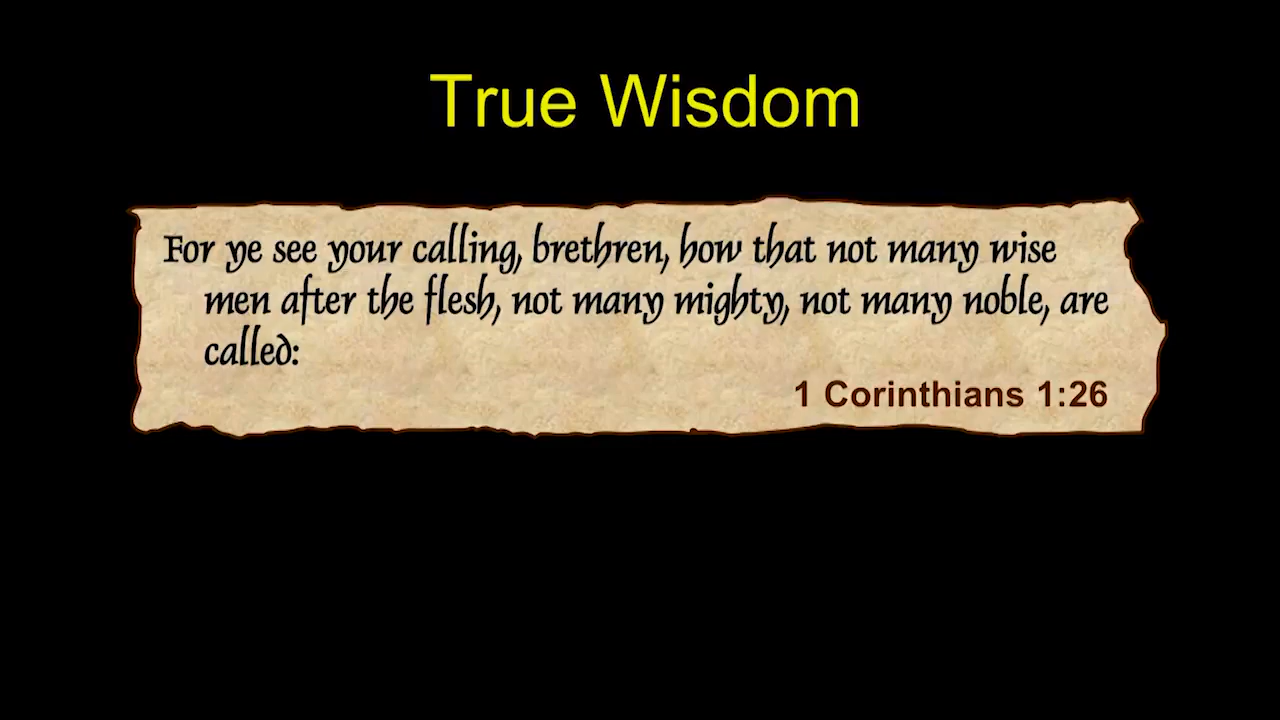 True Wisdom
For ye see your calling, brethren, how that not many wise
men after the flesh, not many mighty, not many noble, are
called:
1 Corinthians 1:26